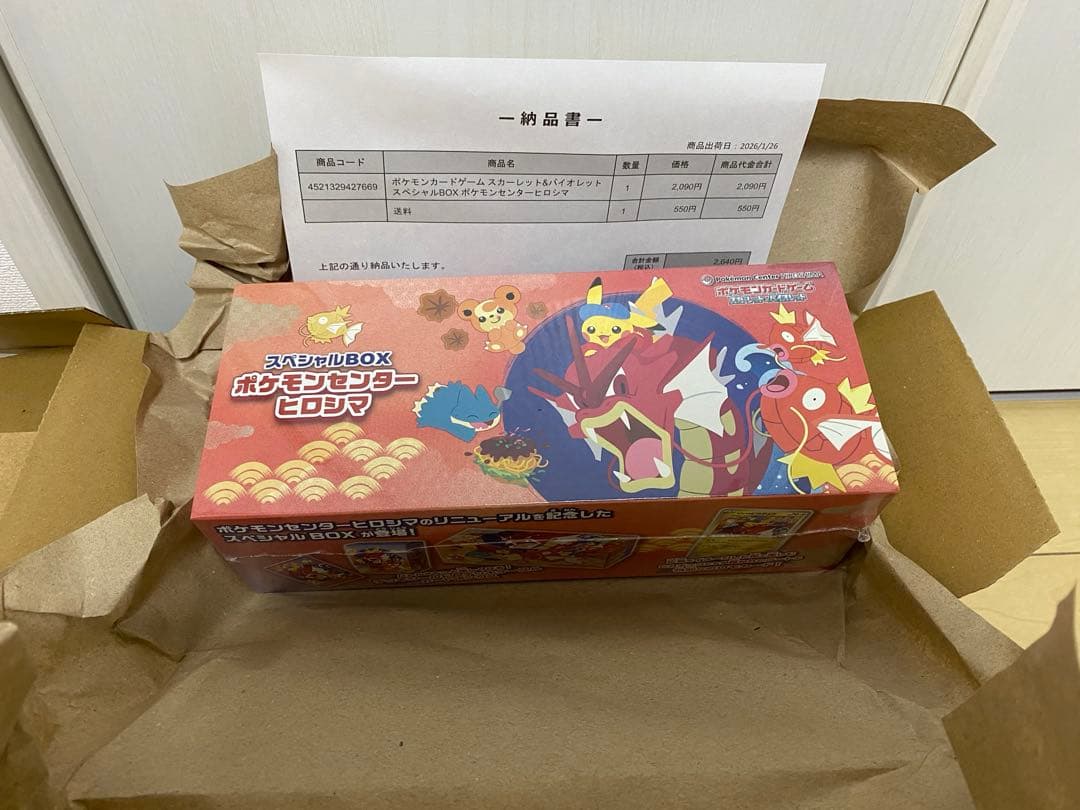 ー納品書ー
商品出荷日：2026/1/26
商品コード 商品名 数量 価格 商品代金合計
4521329427669 ポケモンカードゲーム スカーレット&バイオレット スペシャルBOX ポケモンセンターヒロシマ 1 2,090円 2,090円
送料 1 550円 550円
上記の通り納品いたします。
合計金額 (税込) 2,640円
Pokémon Center HIROSHIMA
ポケモンカードゲーム
スカーレット&バイオレット
スペシャルBOX
ポケモンセンター
ヒロシマ
ポケモンセンターヒロシマのリニューアルを記念した
スペシャルBOXが登場！